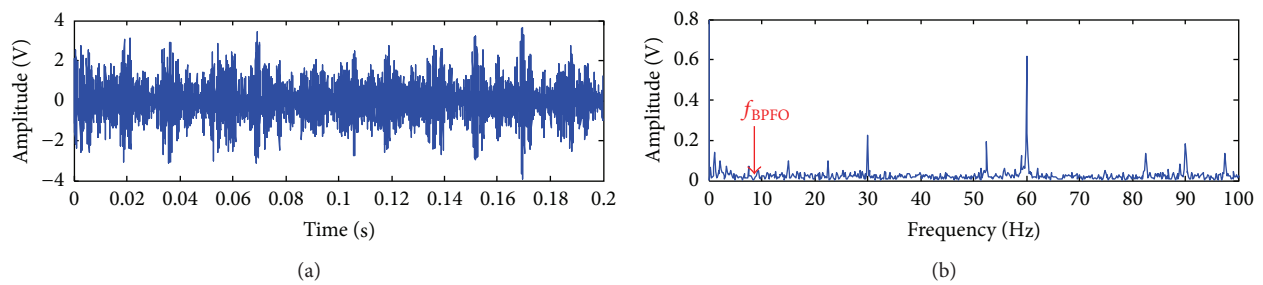 Amplitude (V)
4
2
0
−2
−4
0 0.02 0.04 0.06 0.08 0.1 0.12 0.14 0.16 0.18 0.2
Time (s)
(a)
Amplitude (V)
0.8
0.6
0.4
0.2
0
fBPFO
0 10 20 30 40 50 60 70 80 90 100
Frequency (Hz)
(b)